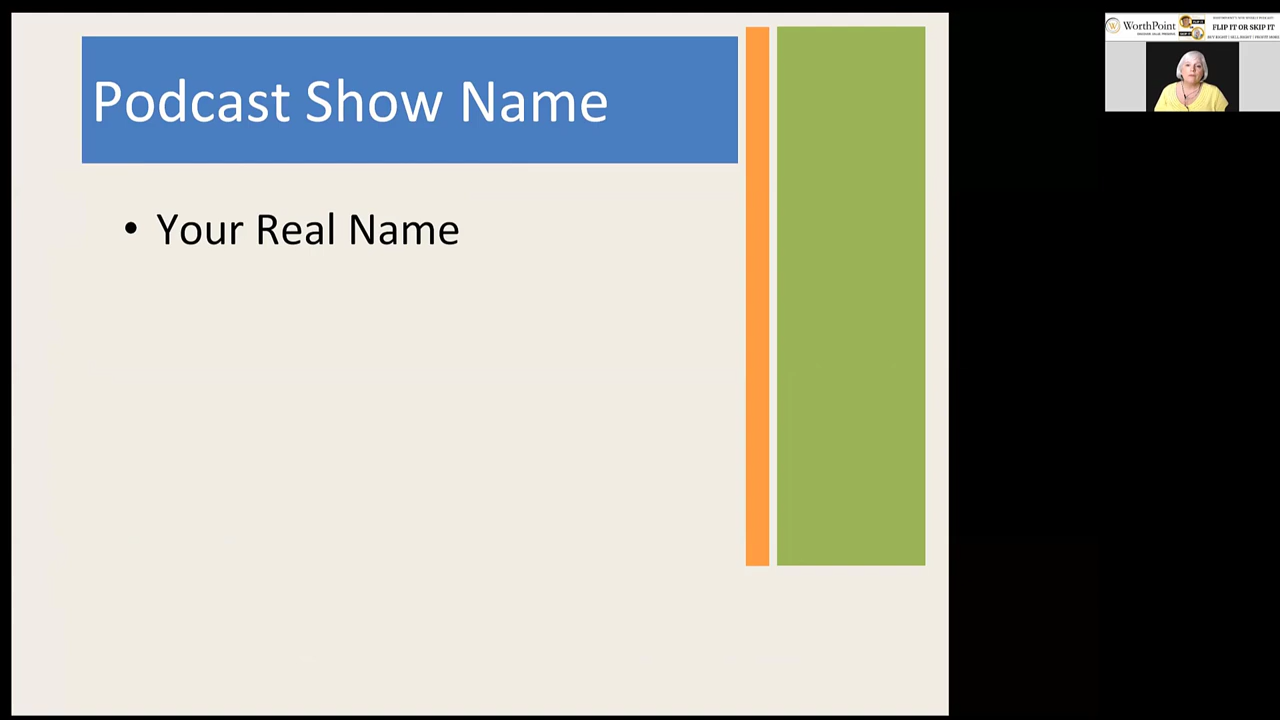 Podcast Show Name
• Your Real Name
WorthPoint
FLIP IT OR SKIP IT